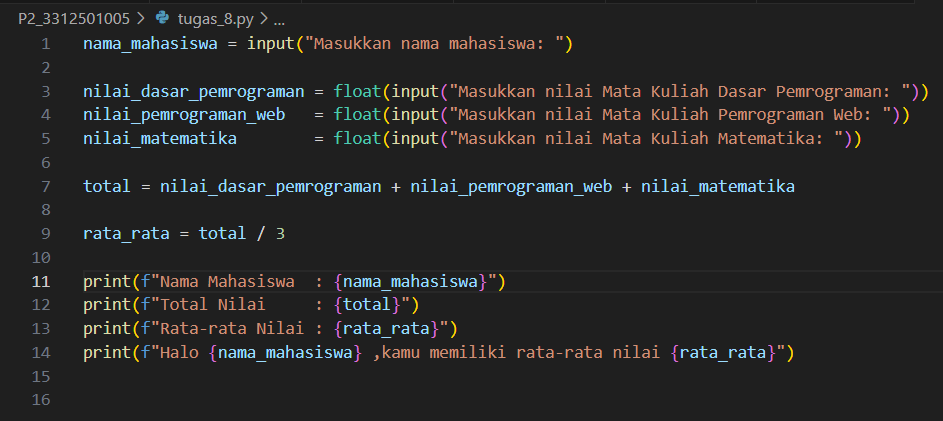 P2_3312501005 > tugas_8.py > ...
1 nama_mahasiswa = input("Masukkan nama mahasiswa: ")
2
3 nilai_dasar_pemrograman = float(input("Masukkan nilai Mata Kuliah Dasar Pemrograman: "))
4 nilai_pemrograman_web   = float(input("Masukkan nilai Mata Kuliah Pemrograman Web: "))
5 nilai_matematika        = float(input("Masukkan nilai Mata Kuliah Matematika: "))
6
7 total = nilai_dasar_pemrograman + nilai_pemrograman_web + nilai_matematika
8
9 rata_rata = total / 3
10
11 print(f"Nama Mahasiswa  : {nama_mahasiswa}")
12 print(f"Total Nilai     : {total}")
13 print(f"Rata-rata Nilai : {rata_rata}")
14 print(f"Halo {nama_mahasiswa} ,kamu memiliki rata-rata nilai {rata_rata}")
15
16